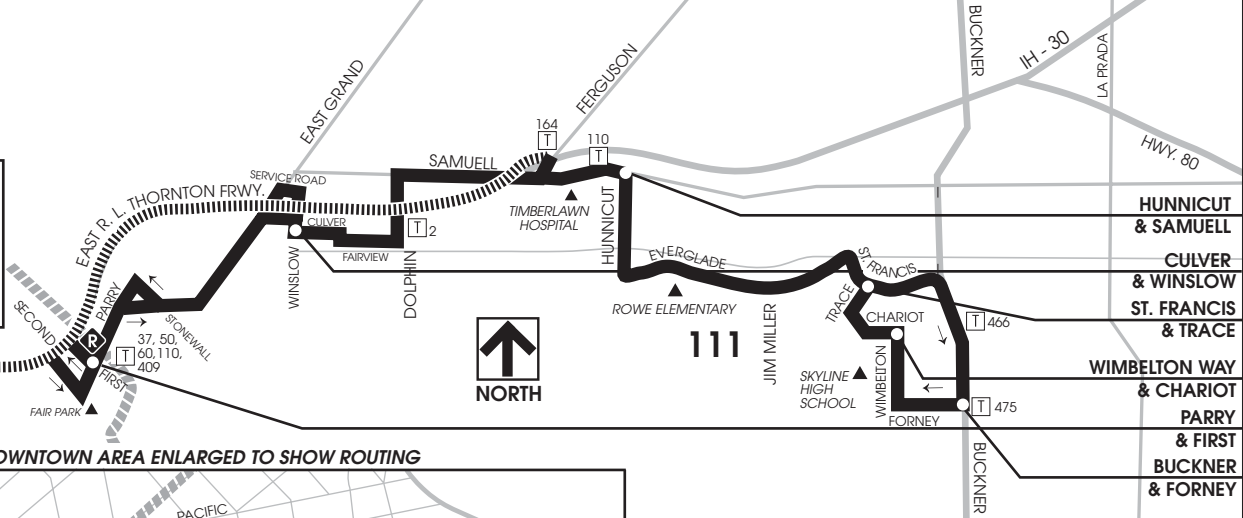 BUCKNER
IH - 30
LA PRADA
EAST GRAND
FERGUSON
164
T
110
T
HWY. 80
SAMUELL
SERVICE ROAD
EAST R. L. THORNTON FRWY.
TIMBERLAWN
HOSPITAL
HUNNICUT
HUNNICUT
& SAMUELL
CULVER
T 2
FAIRVIEW
WINSLOW
DOLPHIN
EVERGLADE
ST. FRANCIS
CULVER
& WINSLOW
PARRY
SECOND
STONEWALL
ROWE ELEMENTARY
TRACE
ST. FRANCIS
& TRACE
CHARIOT
T 466
R
T
37, 50,
60,110,
409
FIRST
111
JIM MILLER
NORTH
SKYLINE
HIGH
SCHOOL
WIMBELTON
WIMBELTON WAY
& CHARIOT
FAIR PARK
T 475
FORNEY
PARRY
& FIRST
OWNTOWN AREA ENLARGED TO SHOW ROUTING
BUCKNER
BUCKNER
& FORNEY
PACIFIC